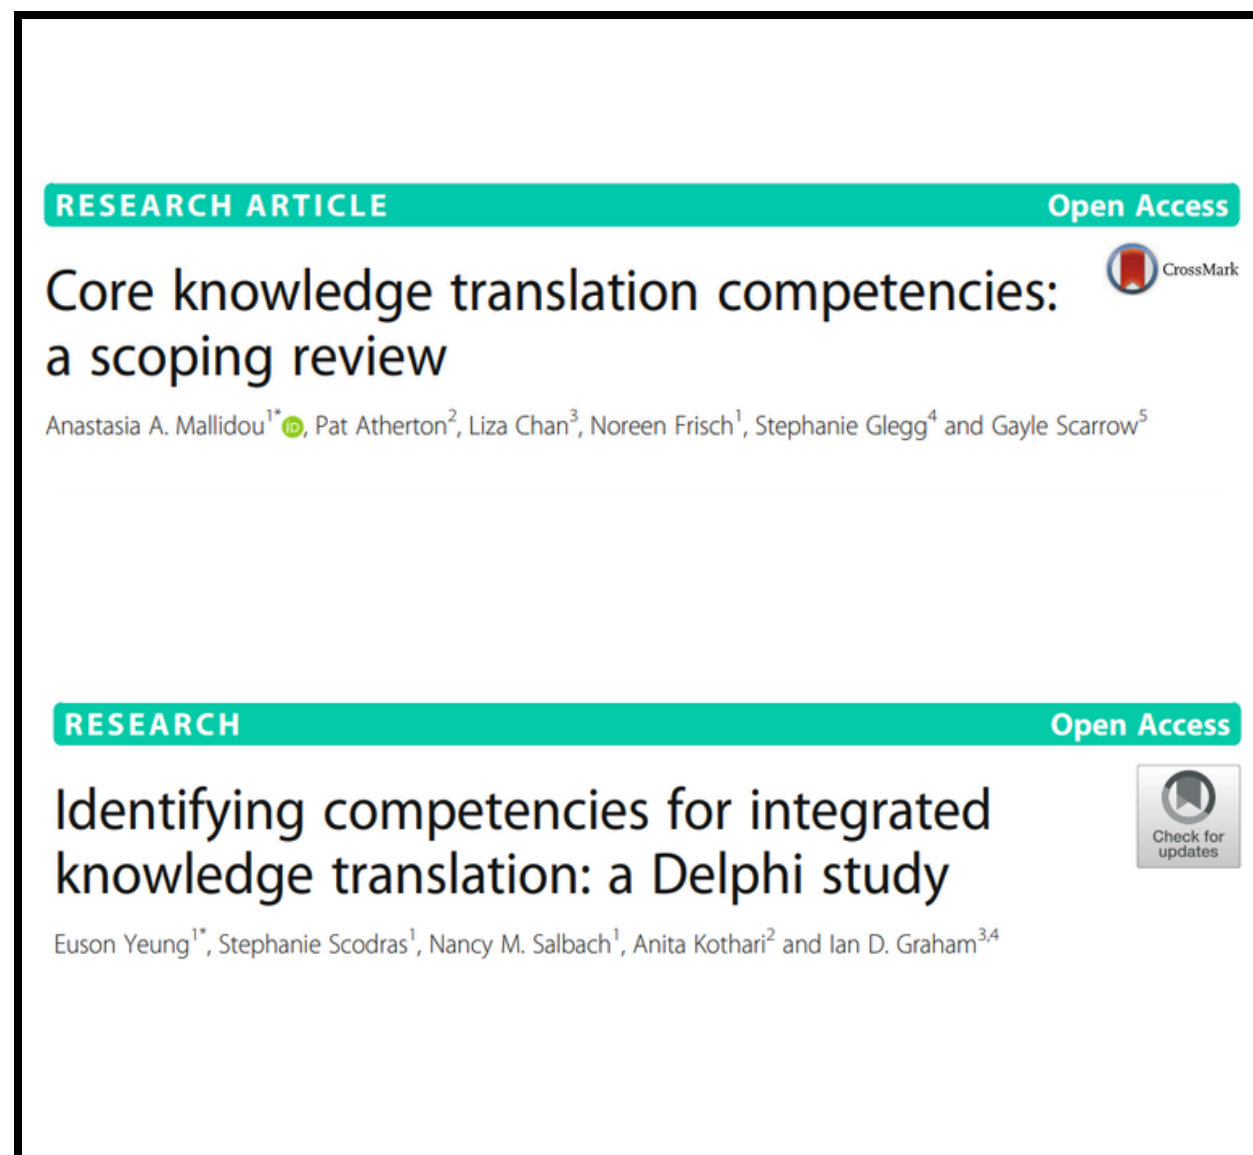 RESEARCH ARTICLE Open Access
CrossMark
Core knowledge translation competencies:
a scoping review
Anastasia A. Mallidou1* iD, Pat Atherton2, Liza Chan3, Noreen Frisch1, Stephanie Glegg4 and Gayle Scarrow5
RESEARCH Open Access
Check for
updates
Identifying competencies for integrated
knowledge translation: a Delphi study
Euson Yeung1*, Stephanie Scodras1, Nancy M. Salbach1, Anita Kothari2 and Ian D. Graham3,4